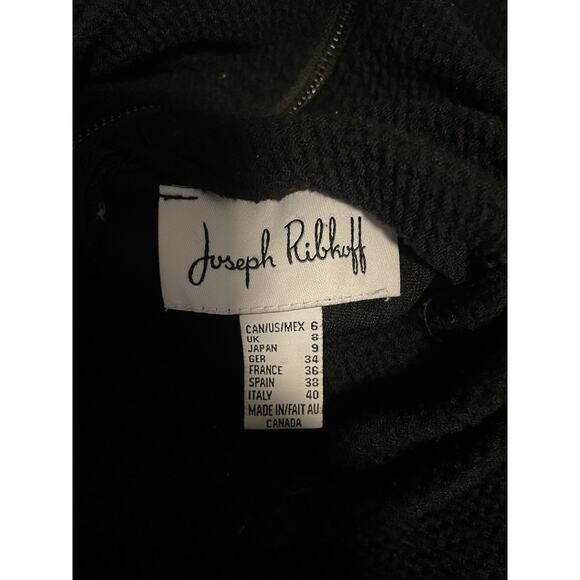 Joseph Ribkoff
CAN/US/MEX 6
UK 8
JAPAN 9
GER 34
FRANCE 36
SPAIN 38
ITALY 40
MADE IN/FAIT AU
CANADA